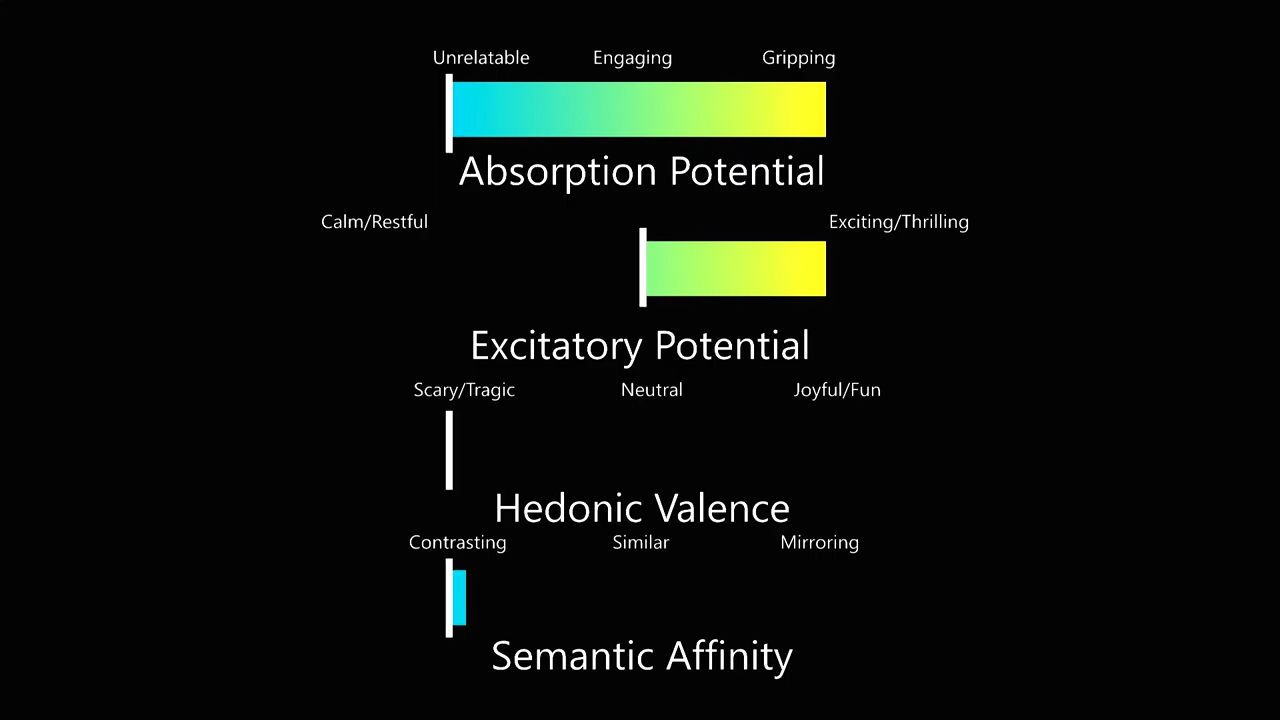 Unrelatable Engaging Gripping
Absorption Potential
Calm/Restful Exciting/Thrilling
Excitatory Potential
Scary/Tragic Neutral Joyful/Fun
Hedonic Valence
Contrasting Similar Mirroring
Semantic Affinity